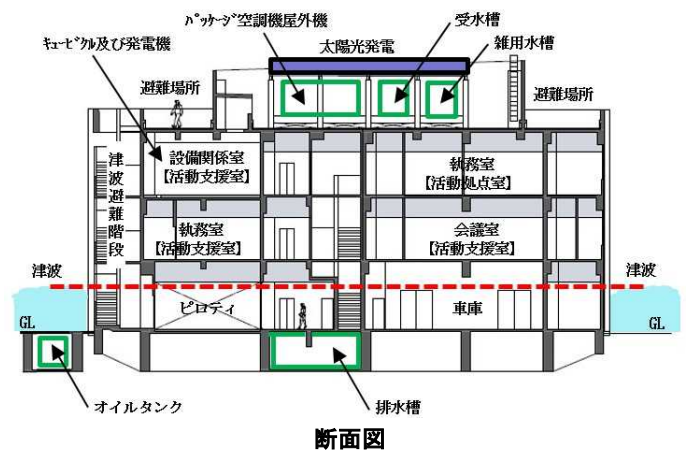 パッケージ空調機屋外機
受水槽
キュービクル及び発電機
太陽光発電
雑用水槽
避難場所
避難場所
設備関係室
【活動支援室】
執務室
【活動拠点室】
津波避難階段
執務室
【活動支援室】
会議室
【活動支援室】
津波
津波
ピロティ
車庫
GL
GL
オイルタンク
排水槽
断面図